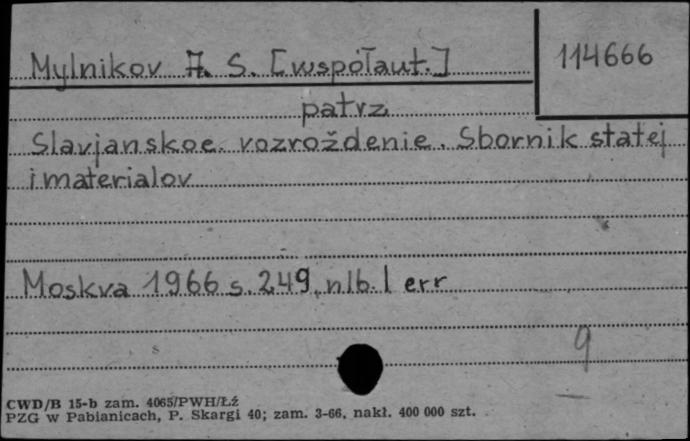 Mylnikov A. S. [współaut.]
114666
patrz
Slavjanskoe vozroždenie. Sbornik statej
i materialov
Moskva 1966 s. 249, nlb. 1 err
9
CWD/B 15-b zam. 4065/PWH/Łź
PZG w Pabianicach, P. Skargi 40; zam. 3-66, nakł. 400 000 szt.